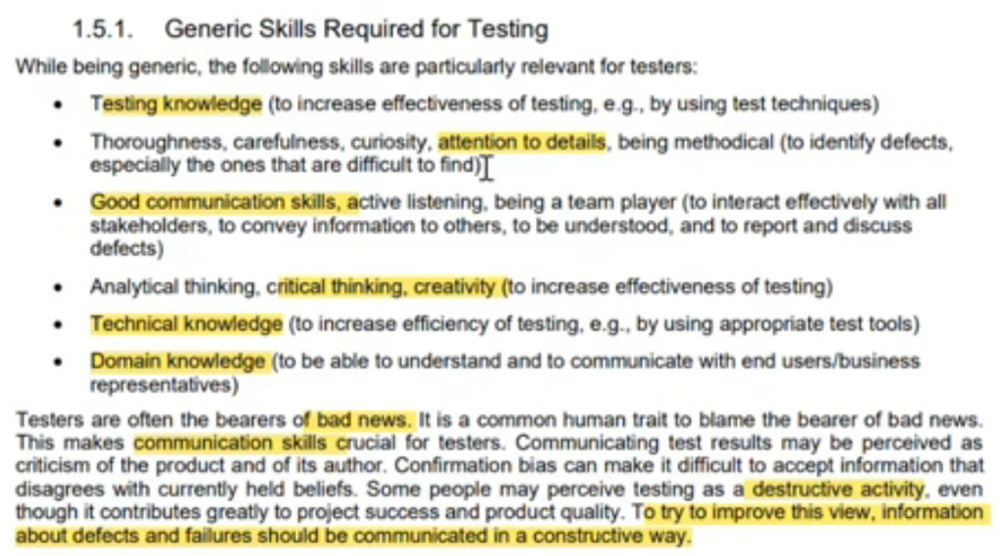 1.5.1. Generic Skills Required for Testing
While being generic, the following skills are particularly relevant for testers:
• Testing knowledge (to increase effectiveness of testing, e.g., by using test techniques)
• Thoroughness, carefulness, curiosity, attention to details, being methodical (to identify defects,
especially the ones that are difficult to find)
• Good communication skills, active listening, being a team player (to interact effectively with all
stakeholders, to convey information to others, to be understood, and to report and discuss
defects)
• Analytical thinking, critical thinking, creativity (to increase effectiveness of testing)
• Technical knowledge (to increase efficiency of testing, e.g., by using appropriate test tools)
• Domain knowledge (to be able to understand and to communicate with end users/business
representatives)
Testers are often the bearers of bad news. It is a common human trait to blame the bearer of bad news.
This makes communication skills crucial for testers. Communicating test results may be perceived as
criticism of the product and of its author. Confirmation bias can make it difficult to accept information that
disagrees with currently held beliefs. Some people may perceive testing as a destructive activity, even
though it contributes greatly to project success and product quality. To try to improve this view, information
about defects and failures should be communicated in a constructive way.